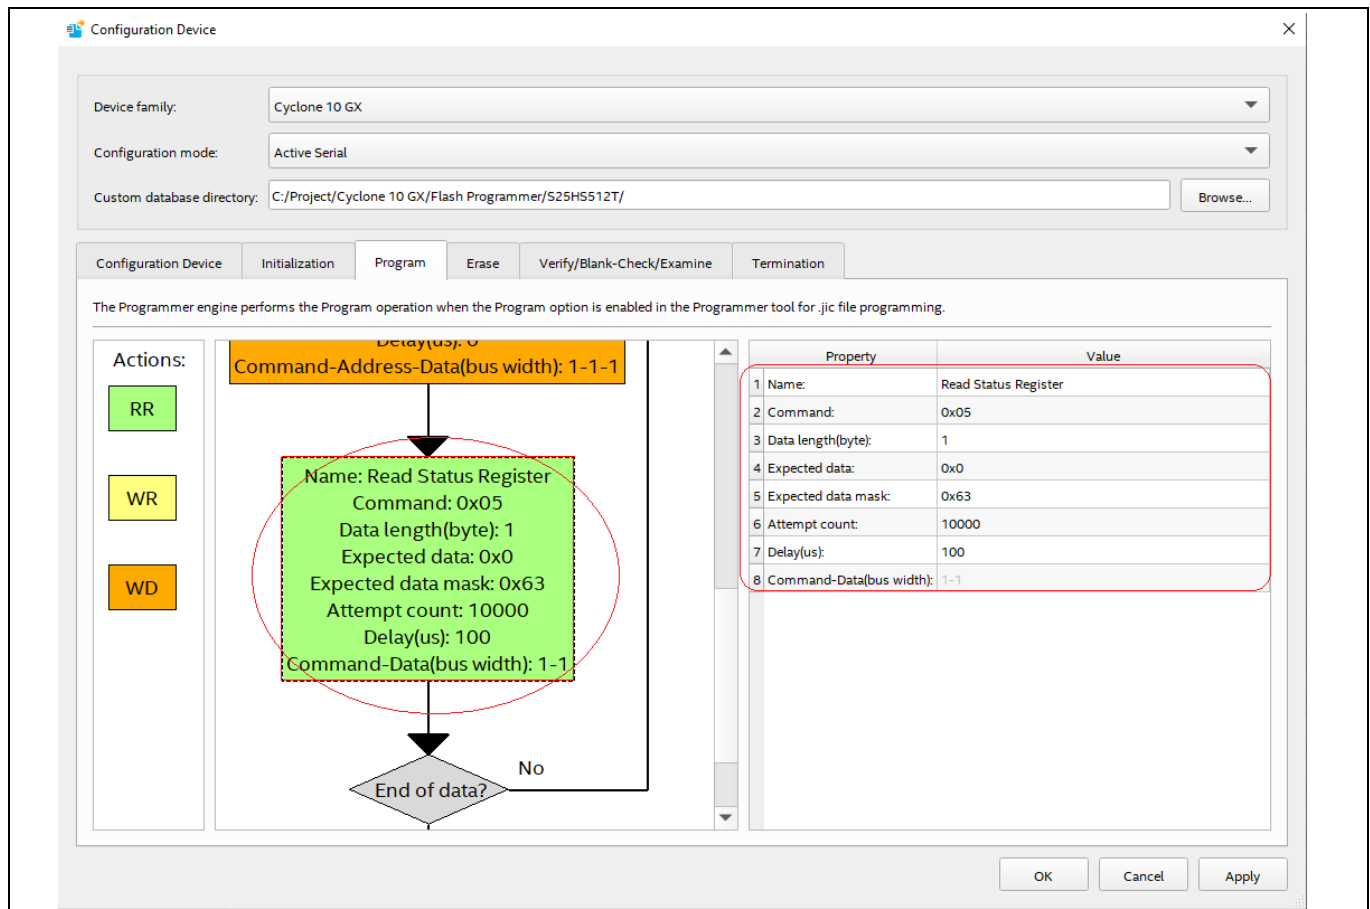 Configuration Device
Device family: Cyclone 10 GX
Configuration mode: Active Serial
Custom database directory: C:/Project/Cyclone 10 GX/Flash Programmer/S25HS512T/ Browse...
Configuration Device Initialization Program Erase Verify/Blank-Check/Examine Termination
The Programmer engine performs the Program operation when the Program option is enabled in the Programmer tool for .jic file programming.
Actions:
RR
WR
WD
Delay(us): 0
Command-Address-Data(bus width): 1-1-1
Name: Read Status Register
Command: 0x05
Data length(byte): 1
Expected data: 0x0
Expected data mask: 0x63
Attempt count: 10000
Delay(us): 100
Command-Data(bus width): 1-1
No
End of data?
Property Value
1 Name: Read Status Register
2 Command: 0x05
3 Data length(byte): 1
4 Expected data: 0x0
5 Expected data mask: 0x63
6 Attempt count: 10000
7 Delay(us): 100
8 Command-Data(bus width): 1-1
OK Cancel Apply